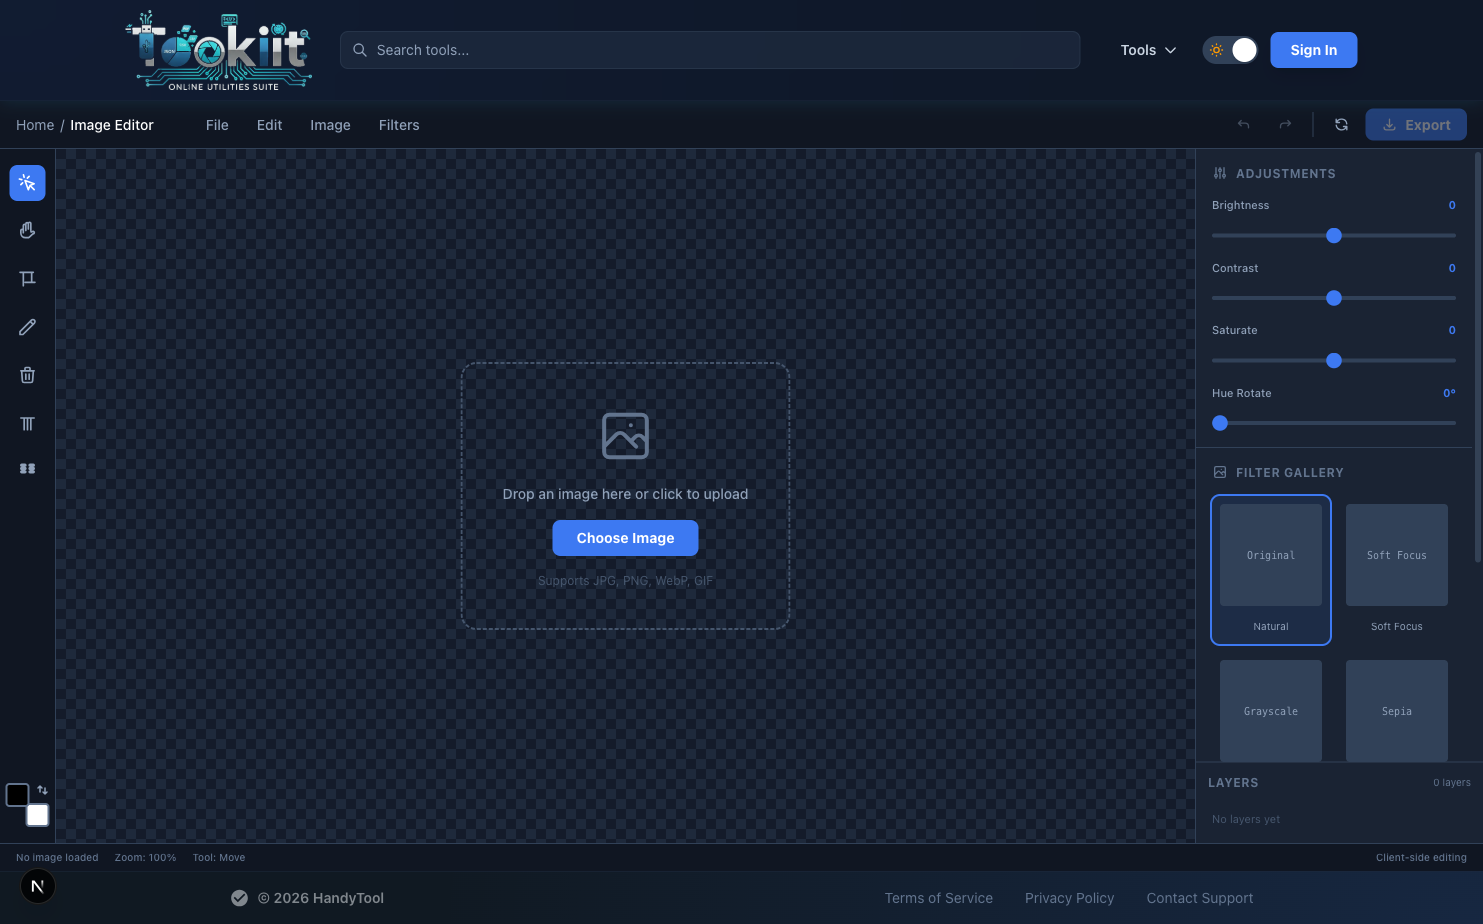 Tookiit
ONLINE UTILITIES SUITE
Search tools...
Tools
Sign In
Home / Image Editor
File
Edit
Image
Filters
Export
ADJUSTMENTS
Brightness
0
Contrast
0
Saturate
0
Hue Rotate
0°
FILTER GALLERY
Original
Soft Focus
Natural
Soft Focus
Grayscale
Sepia
Drop an image here or click to upload
Choose Image
Supports JPG, PNG, WebP, GIF
LAYERS
0 layers
No layers yet
No image loaded
Zoom: 100%
Tool: Move
Client-side editing
N
© 2026 HandyTool
Terms of Service
Privacy Policy
Contact Support